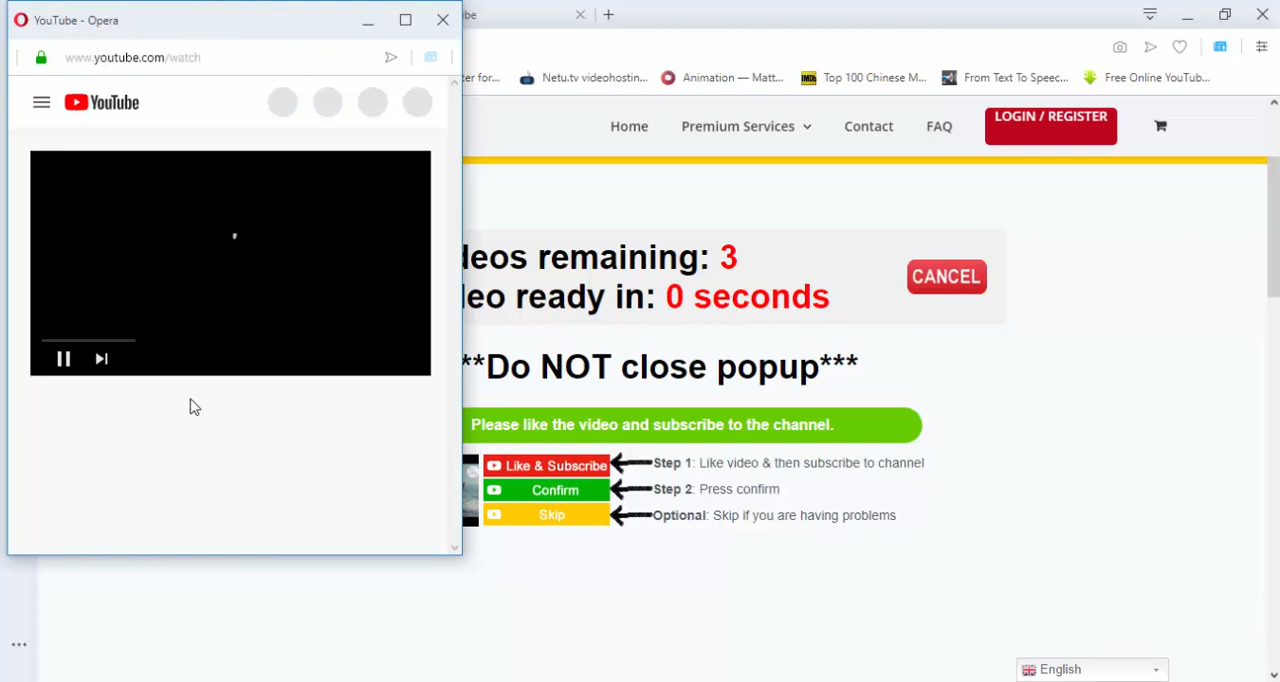 YouTube - Opera
be
www.youtube.com/watch
ter for...
Netu.tv videohostin...
Animation — Matt...
IMDb
Top 100 Chinese M...
From Text To Speec...
Free Online YouTub...
YouTube
Home
Premium Services
Contact
FAQ
LOGIN / REGISTER
deos remaining: 3
deo ready in: 0 seconds
CANCEL
**Do NOT close popup***
Please like the video and subscribe to the channel.
Like & Subscribe
Step 1: Like video & then subscribe to channel
Confirm
Step 2: Press confirm
Skip
Optional: Skip if you are having problems
English